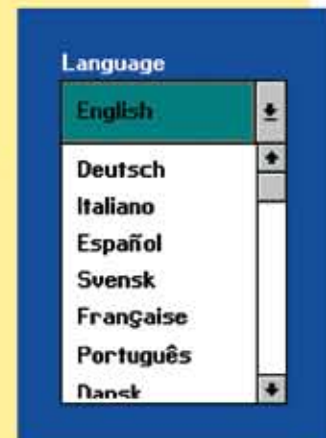 Language
English
Deutsch
Italiano
Español
Svensk
Française
Português
Dansk